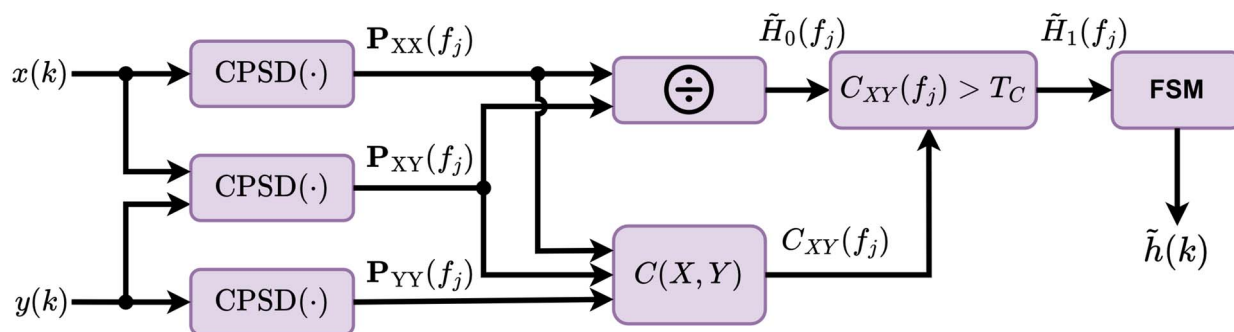 x(k)
CPSD(·)
𝐏_XX(f_j)
÷
H̃_0(f_j)
C_XY(f_j) > T_C
H̃_1(f_j)
FSM
CPSD(·)
𝐏_XY(f_j)
C(X, Y)
C_XY(f_j)
h̃(k)
y(k)
CPSD(·)
𝐏_YY(f_j)